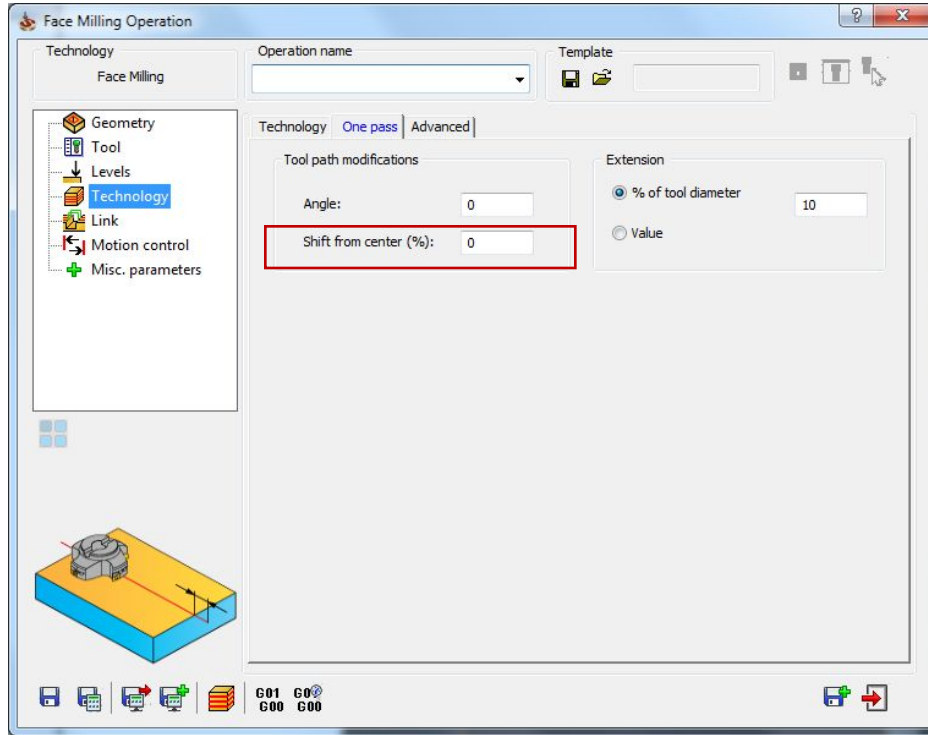 Face Milling Operation
?
x
Technology
Face Milling
Operation name
Template
Geometry
Tool
Levels
Technology
Link
Motion control
Misc. parameters
Technology
One pass
Advanced
Tool path modifications
Angle:
0
Shift from center (%):
0
Extension
% of tool diameter
10
Value
G01 G0
G00 G00